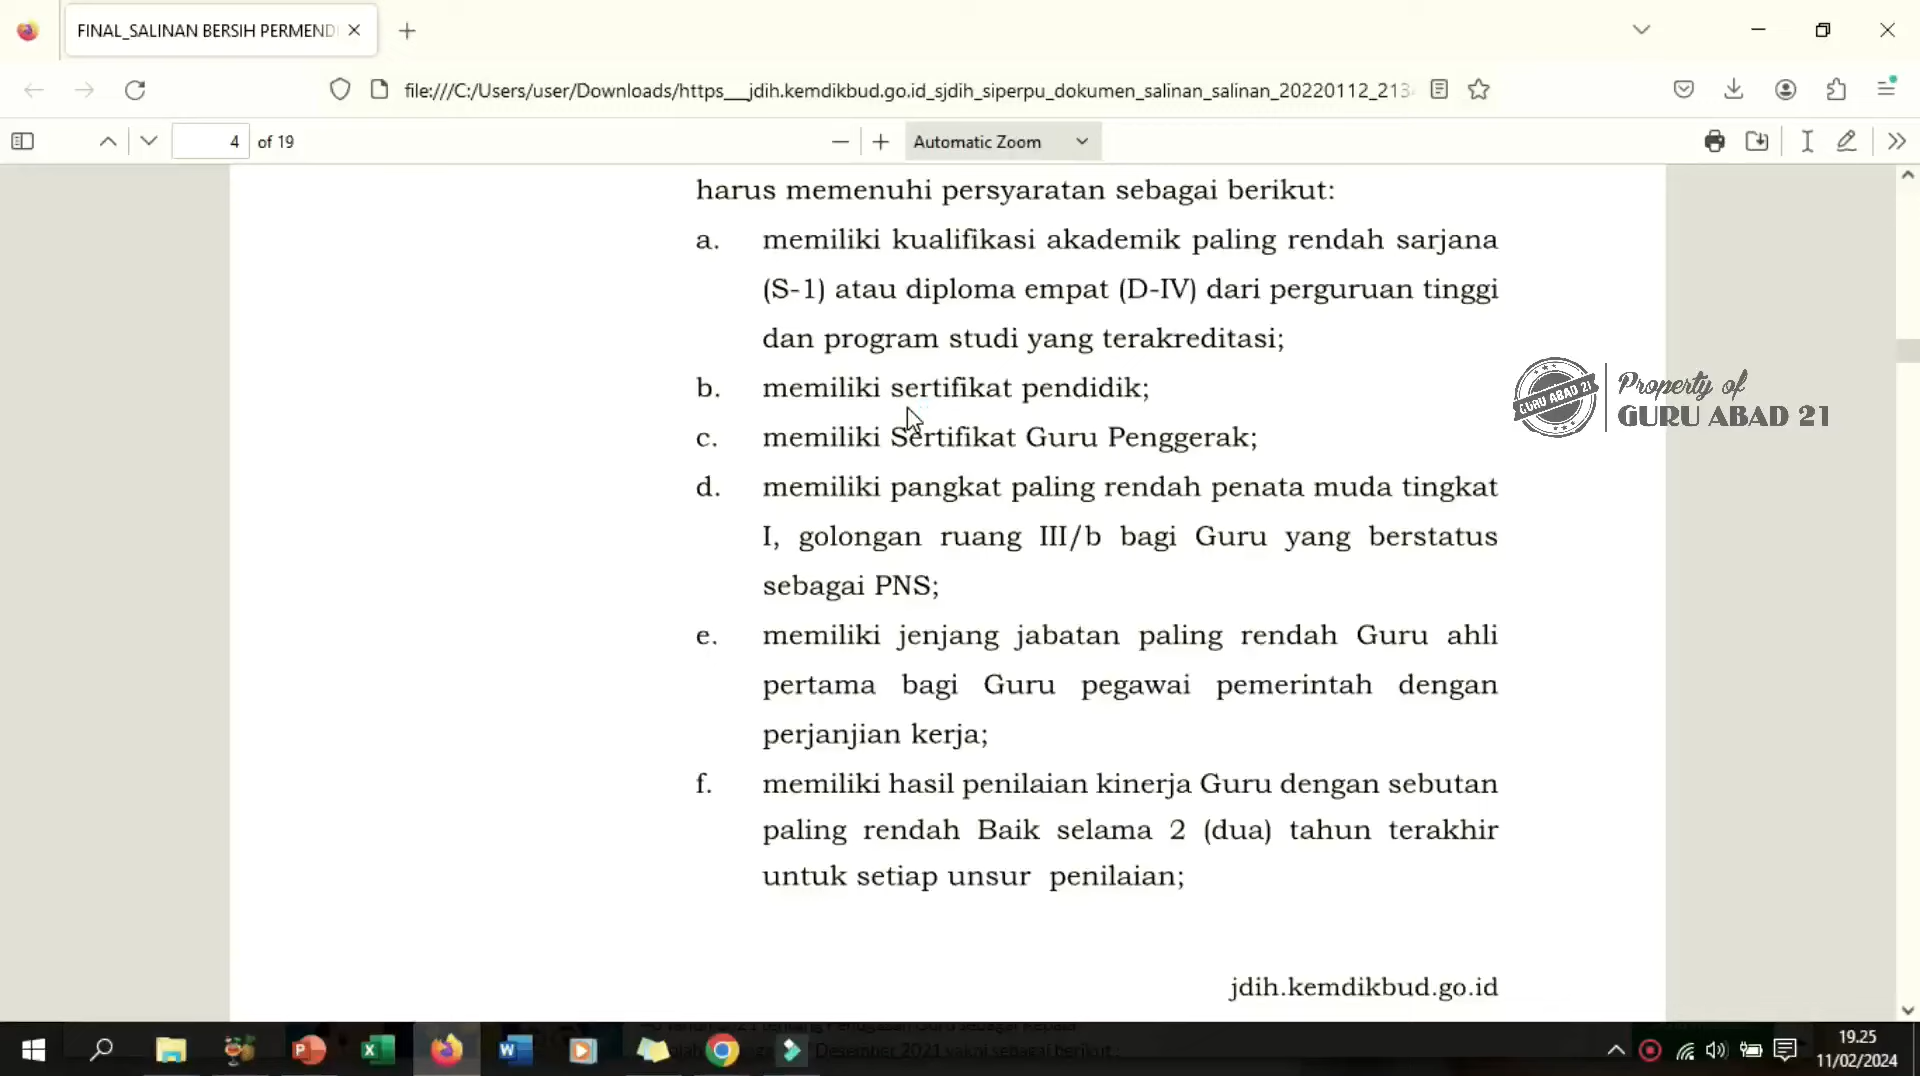 FINAL_SALINAN BERSIH PERMEND
file:///C:/Users/user/Downloads/https__jdih.kemdikbud.go.id_sjdih_siperpu_dokumen_salinan_salinan_20220112_213
4 of 19
Automatic Zoom
harus memenuhi persyaratan sebagai berikut:
a. memiliki kualifikasi akademik paling rendah sarjana
(S-1) atau diploma empat (D-IV) dari perguruan tinggi
dan program studi yang terakreditasi;
b. memiliki sertifikat pendidik;
c. memiliki Sertifikat Guru Penggerak;
d. memiliki pangkat paling rendah penata muda tingkat
I, golongan ruang III/b bagi Guru yang berstatus
sebagai PNS;
e. memiliki jenjang jabatan paling rendah Guru ahli
pertama bagi Guru pegawai pemerintah dengan
perjanjian kerja;
f. memiliki hasil penilaian kinerja Guru dengan sebutan
paling rendah Baik selama 2 (dua) tahun terakhir
untuk setiap unsur penilaian;
jdih.kemdikbud.go.id
GURU ABAD 21
Property of
GURU ABAD 21
19.25
11/02/2024